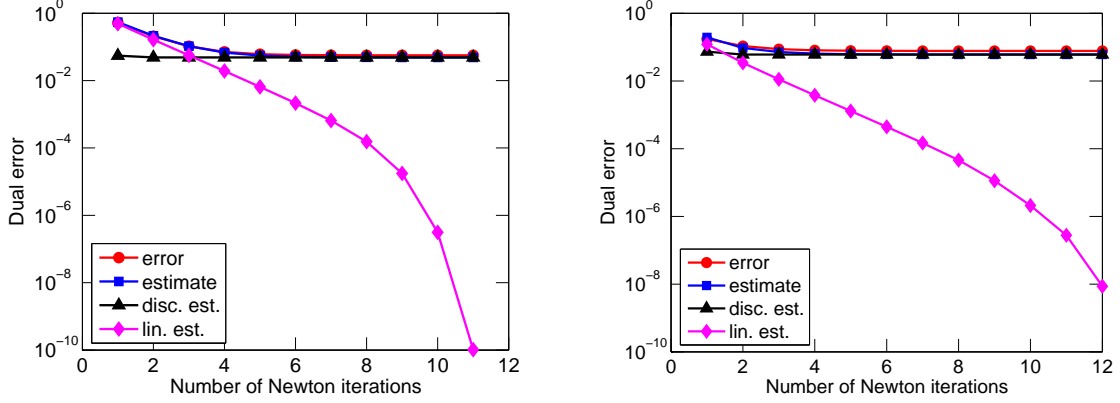 10^0
10^−2
10^−4
10^−6
10^−8
10^−10
Dual error
0 2 4 6 8 10 12
Number of Newton iterations
error
estimate
disc. est.
lin. est.
10^0
10^−2
10^−4
10^−6
10^−8
10^−10
Dual error
0 2 4 6 8 10 12
Number of Newton iterations
error
estimate
disc. est.
lin. est.